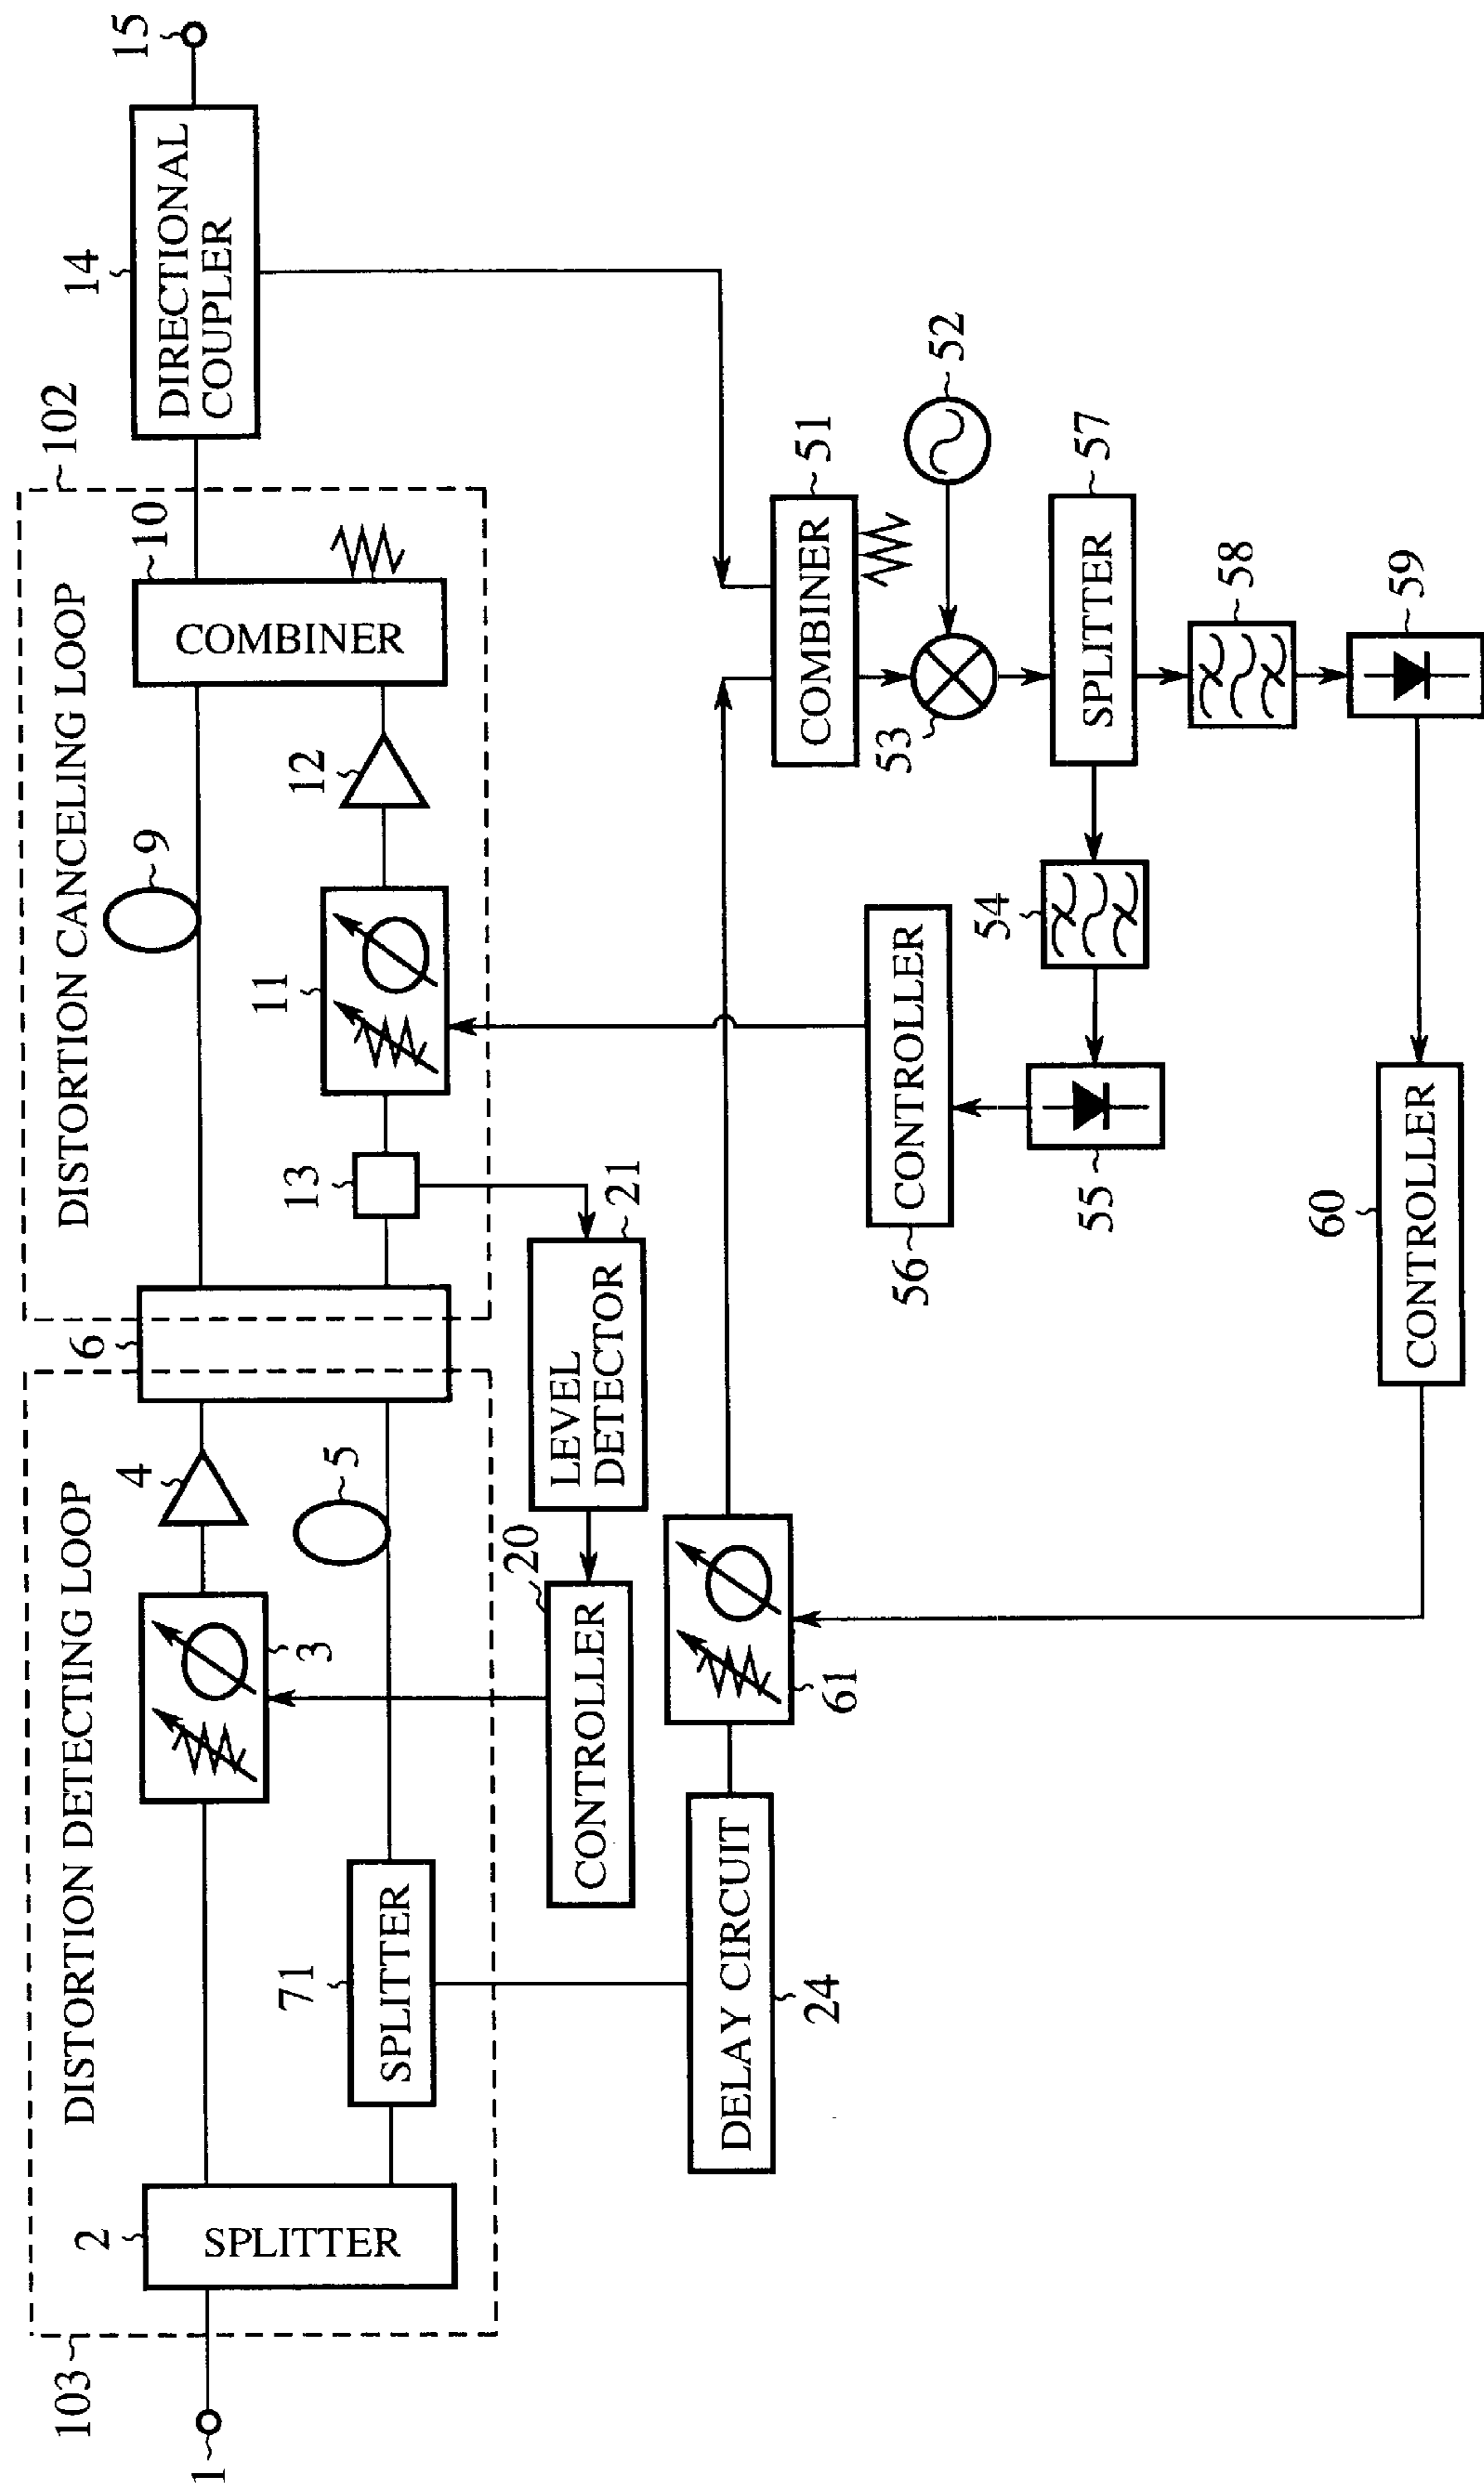 103
DISTORTION DETECTING LOOP
DISTORTION CANCELING LOOP
102
1
2
SPLITTER
71
SPLITTER
3
4
5
6
9
10
COMBINER
11
12
13
14
DIRECTIONAL
COUPLER
15
20
CONTROLLER
21
LEVEL
DETECTOR
DELAY CIRCUIT
24
61
CONTROLLER
56
COMBINER
51
52
53
54
55
SPLITTER
57
58
59
CONTROLLER
60